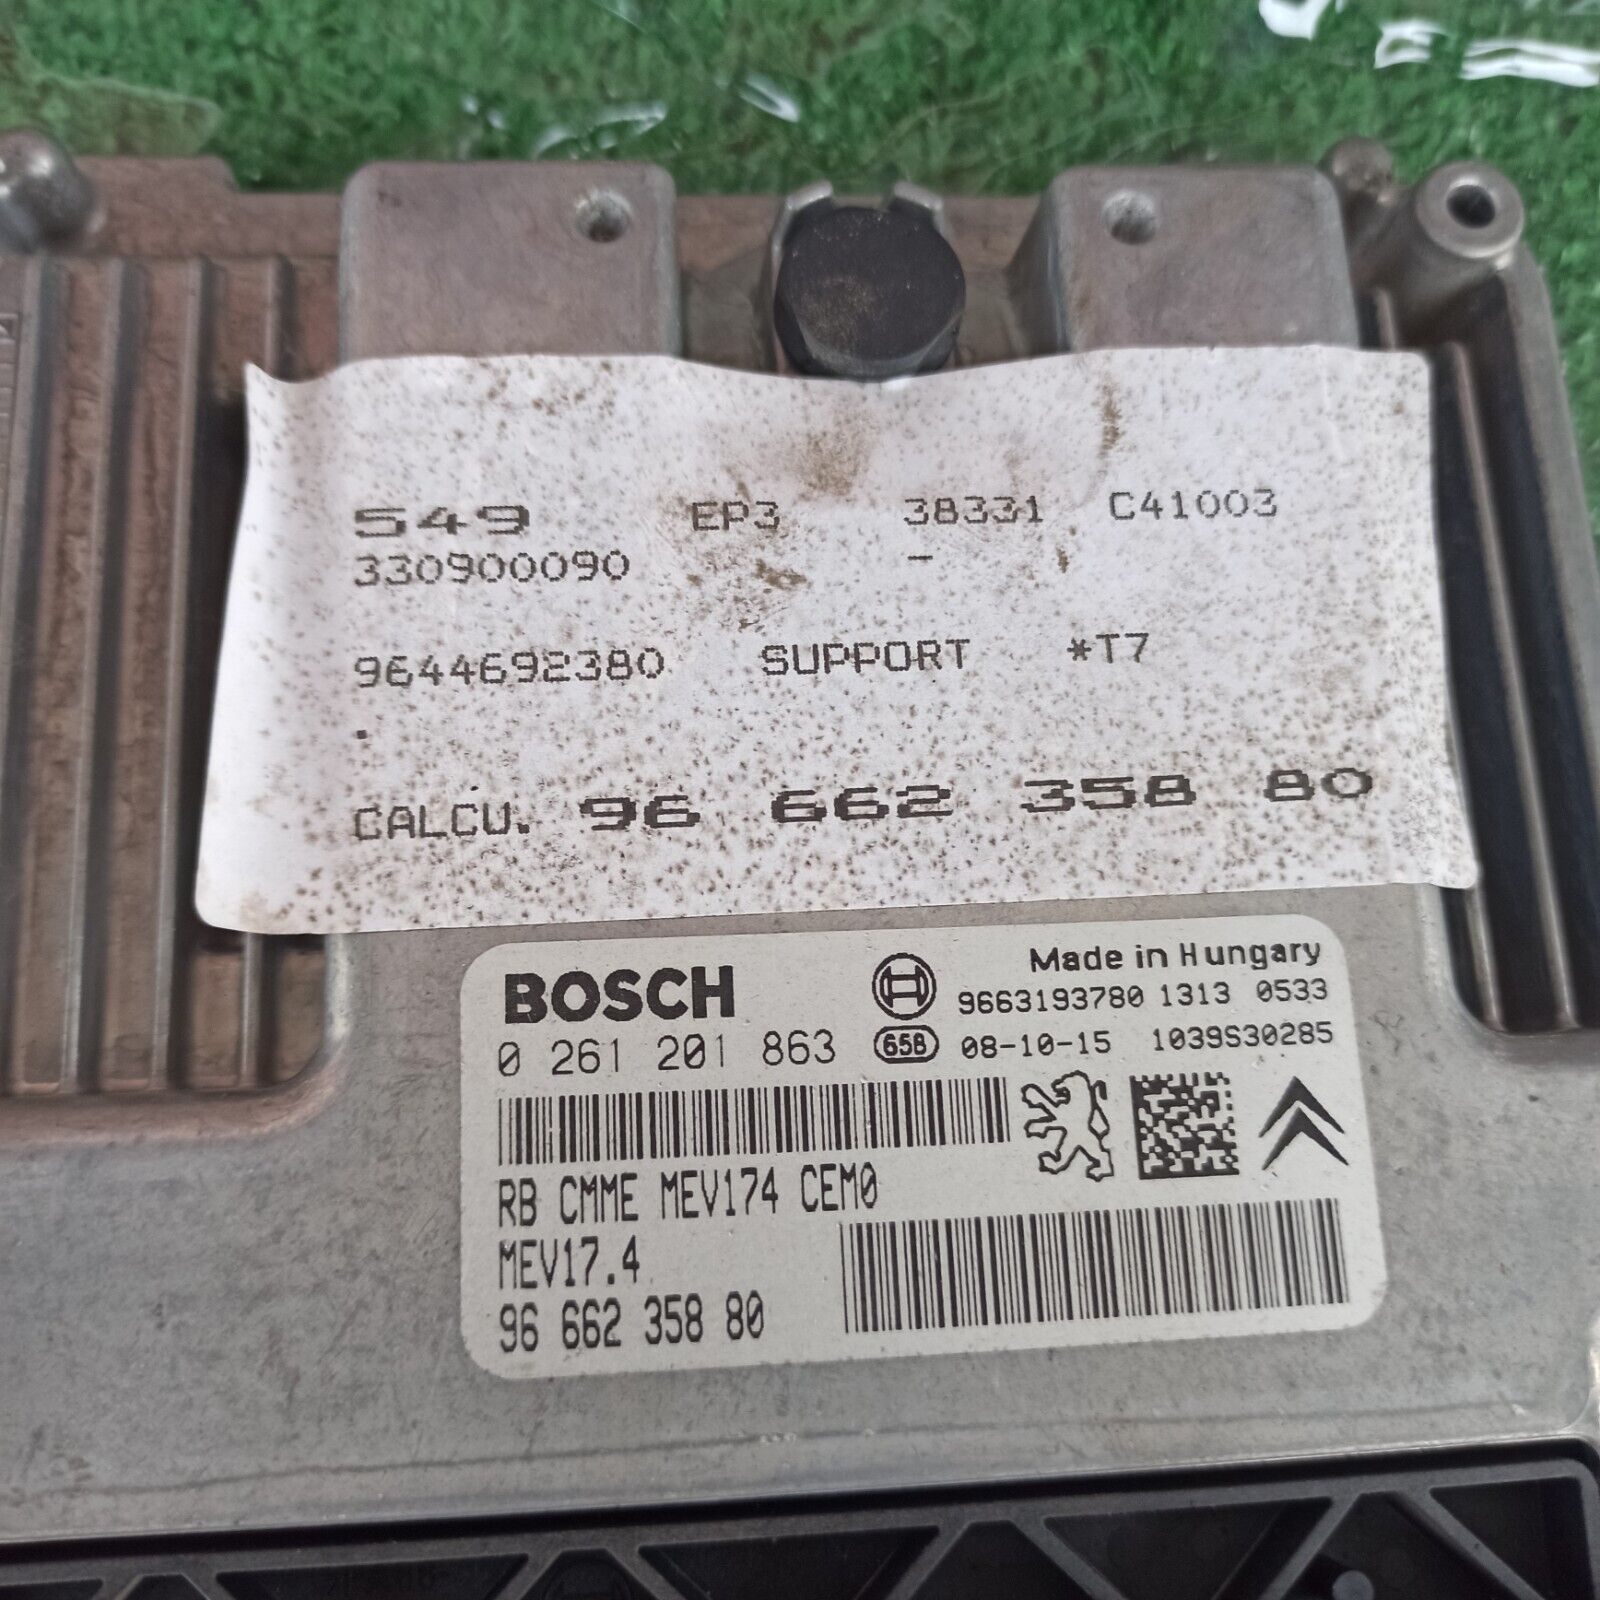 549 EP3 38331 C41003
330900090 -
9644692380 SUPPORT *T7
.
CALCU. 96 662 358 80
BOSCH Made in Hungary
9663193780 1313 0533
0 261 201 863 658 08-10-15 1039S30285
RB CMME MEV174 CEM0
MEV17.4
96 662 358 80